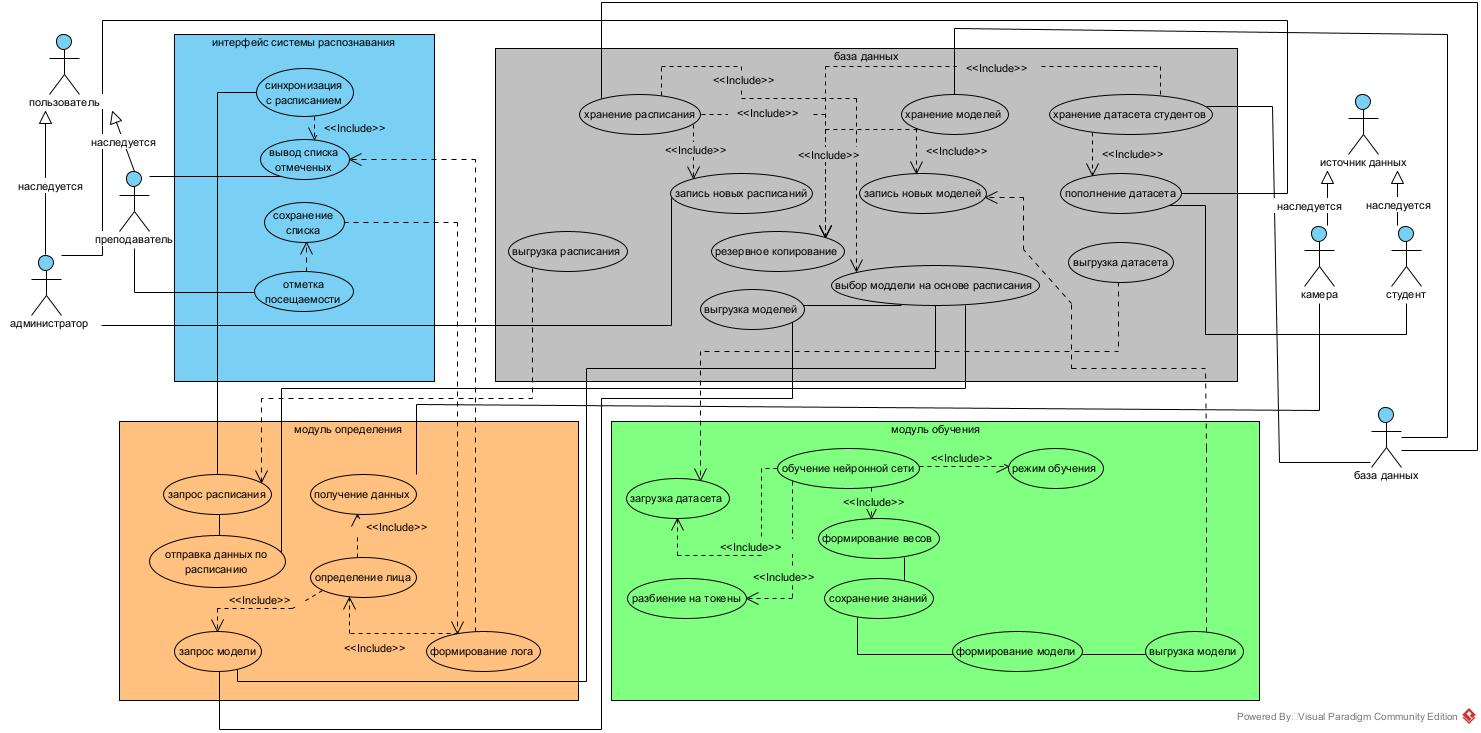 пользователь
наследуется
наследуется
преподаватель
администратор
интерфейс системы распознавания
синхронизация
с расписанием
<<Include>>
вывод списка
отмеченых
сохранение
списка
отметка
посещаемости
база данных
<<Include>>
<<Include>>
хранение расписания
<<Include>>
хранение моделей
хранение датасета студентов
<<Include>>
<<Include>>
<<Include>>
<<Include>>
запись новых расписаний
запись новых моделей
пополнение датасета
выгрузка расписания
резервное копирование
выгрузка датасета
выбор моддели на основе расписания
выгрузка моделей
источник данных
наследуется
наследуется
камера
студент
база данных
модуль определения
запрос расписания
получение данных
<<Include>>
отправка данных по
расписанию
определение лица
<<Include>>
запрос модели
<<Include>>
формирование лога
модуль обучения
обучение нейронной сети
<<Include>>
режим обучения
загрузка датасета
<<Include>>
формирование весов
<<Include>>
<<Include>>
разбиение на токены
сохранение знаний
формирование модели
выгрузка модели
Powered By Visual Paradigm Community Edition